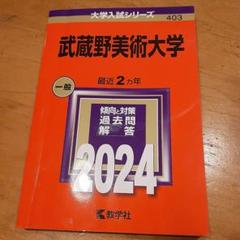 大学入試シリーズ
403
武蔵野美術大学
一般
最近2カ年
傾向と対策
過去問
解答
2024
教学社